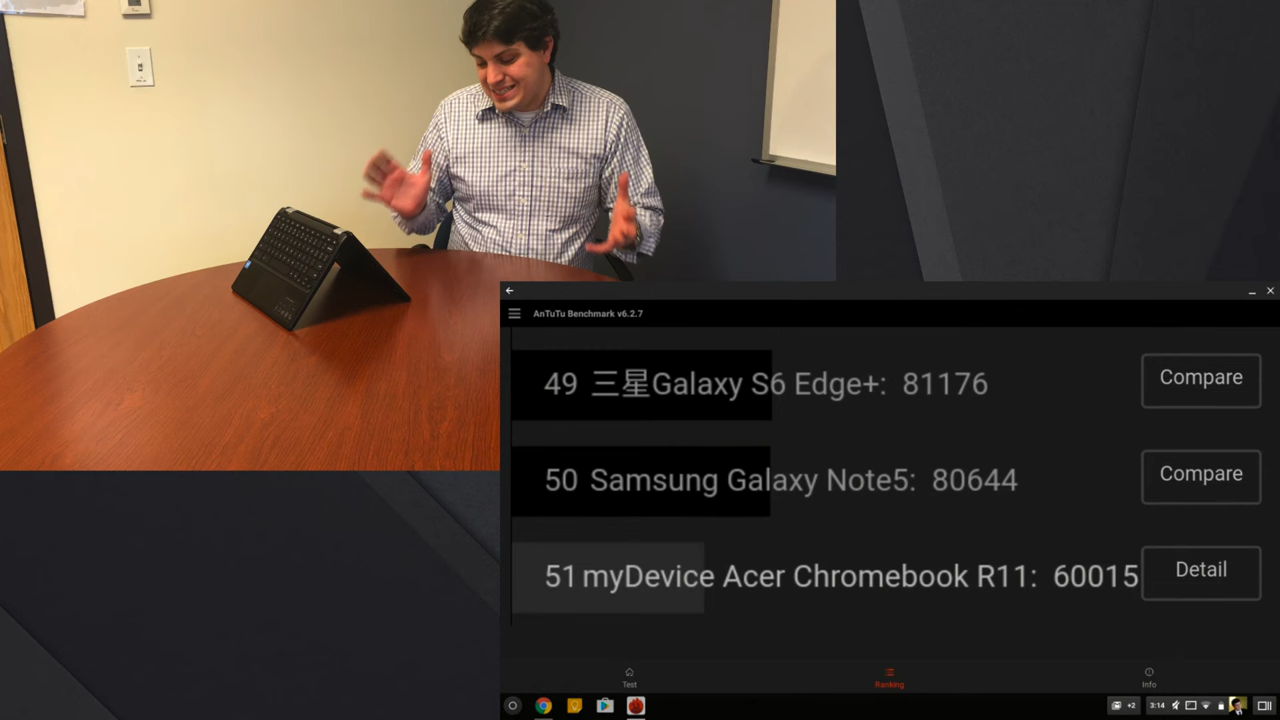 AnTuTu Benchmark v6.2.7
49 三星Galaxy S6 Edge+: 81176
Compare
50 Samsung Galaxy Note5: 80644
Compare
51 myDevice Acer Chromebook R11: 60015
Detail
Test
Ranking
Info
+2
3:14